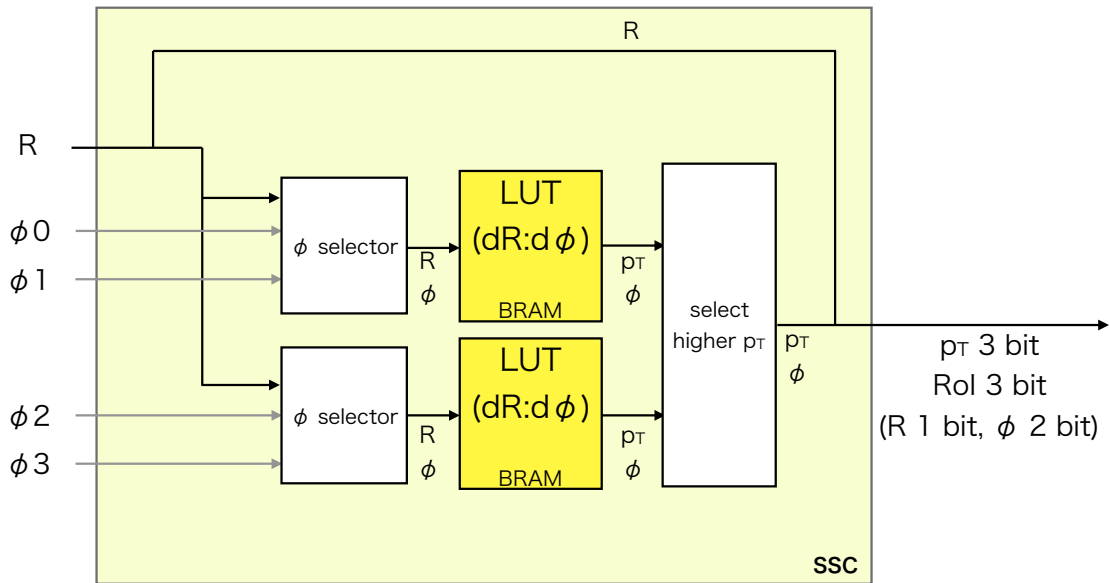 R
R
φ0
φ1
φ selector
R
φ
LUT
(dR:dφ)
BRAM
pT
φ
φ2
φ3
φ selector
R
φ
LUT
(dR:dφ)
BRAM
pT
φ
select
higher pT
pT
φ
pT 3 bit
RoI 3 bit
(R 1 bit, φ 2 bit)
SSC